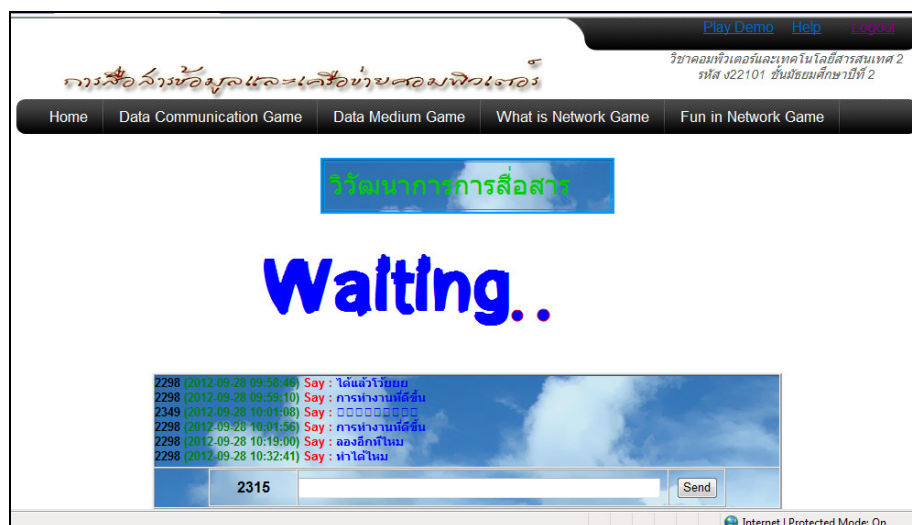 Play Demo Help Logout
การสื่อสารข้อมูลและเครือข่ายคอมพิวเตอร์
วิชาคอมพิวเตอร์และเทคโนโลยีสารสนเทศ 2
รหัส ง22101 ชั้นมัธยมศึกษาปีที่ 2
Home Data Communication Game Data Medium Game What is Network Game Fun in Network Game
วิวัฒนาการการสื่อสาร
Waiting..
2298 (2012-09-28 09:58:46) Say : ได้แล้วโว้ยยย
2298 (2012-09-28 09:59:10) Say : การทำงานที่ดีขึ้น
2349 (2012-09-28 10:01:08) Say : □□□□□□□□□
2298 (2012-09-28 10:01:56) Say : การทำงานที่ดีขึ้น
2298 (2012-09-28 10:19:00) Say : ลองอีกทีไหม
2298 (2012-09-28 10:32:41) Say : ทำได้ไหม
2315 Send
Internet | Protected Mode: On